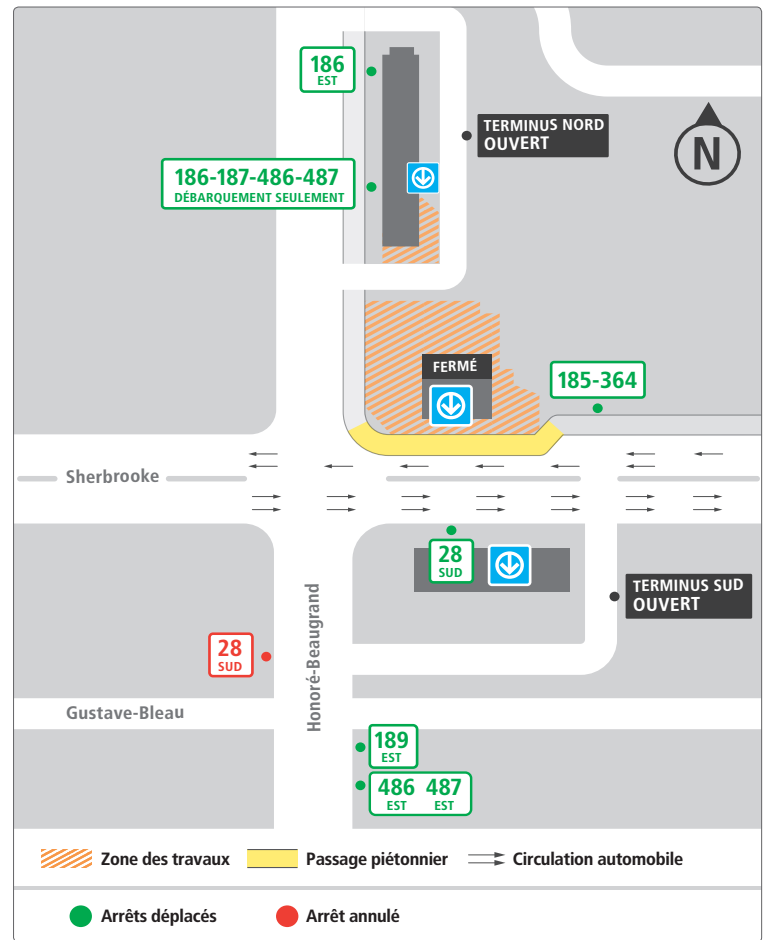 186
EST
TERMINUS NORD
OUVERT
N
186-187-486-487
DÉBARQUEMENT SEULEMENT
FERMÉ
185-364
Sherbrooke
28
SUD
TERMINUS SUD
OUVERT
Honoré-Beaugrand
28
SUD
Gustave-Bleau
189
EST
486 487
EST EST
Zone des travaux Passage piétonnier Circulation automobile
Arrêts déplacés Arrêt annulé